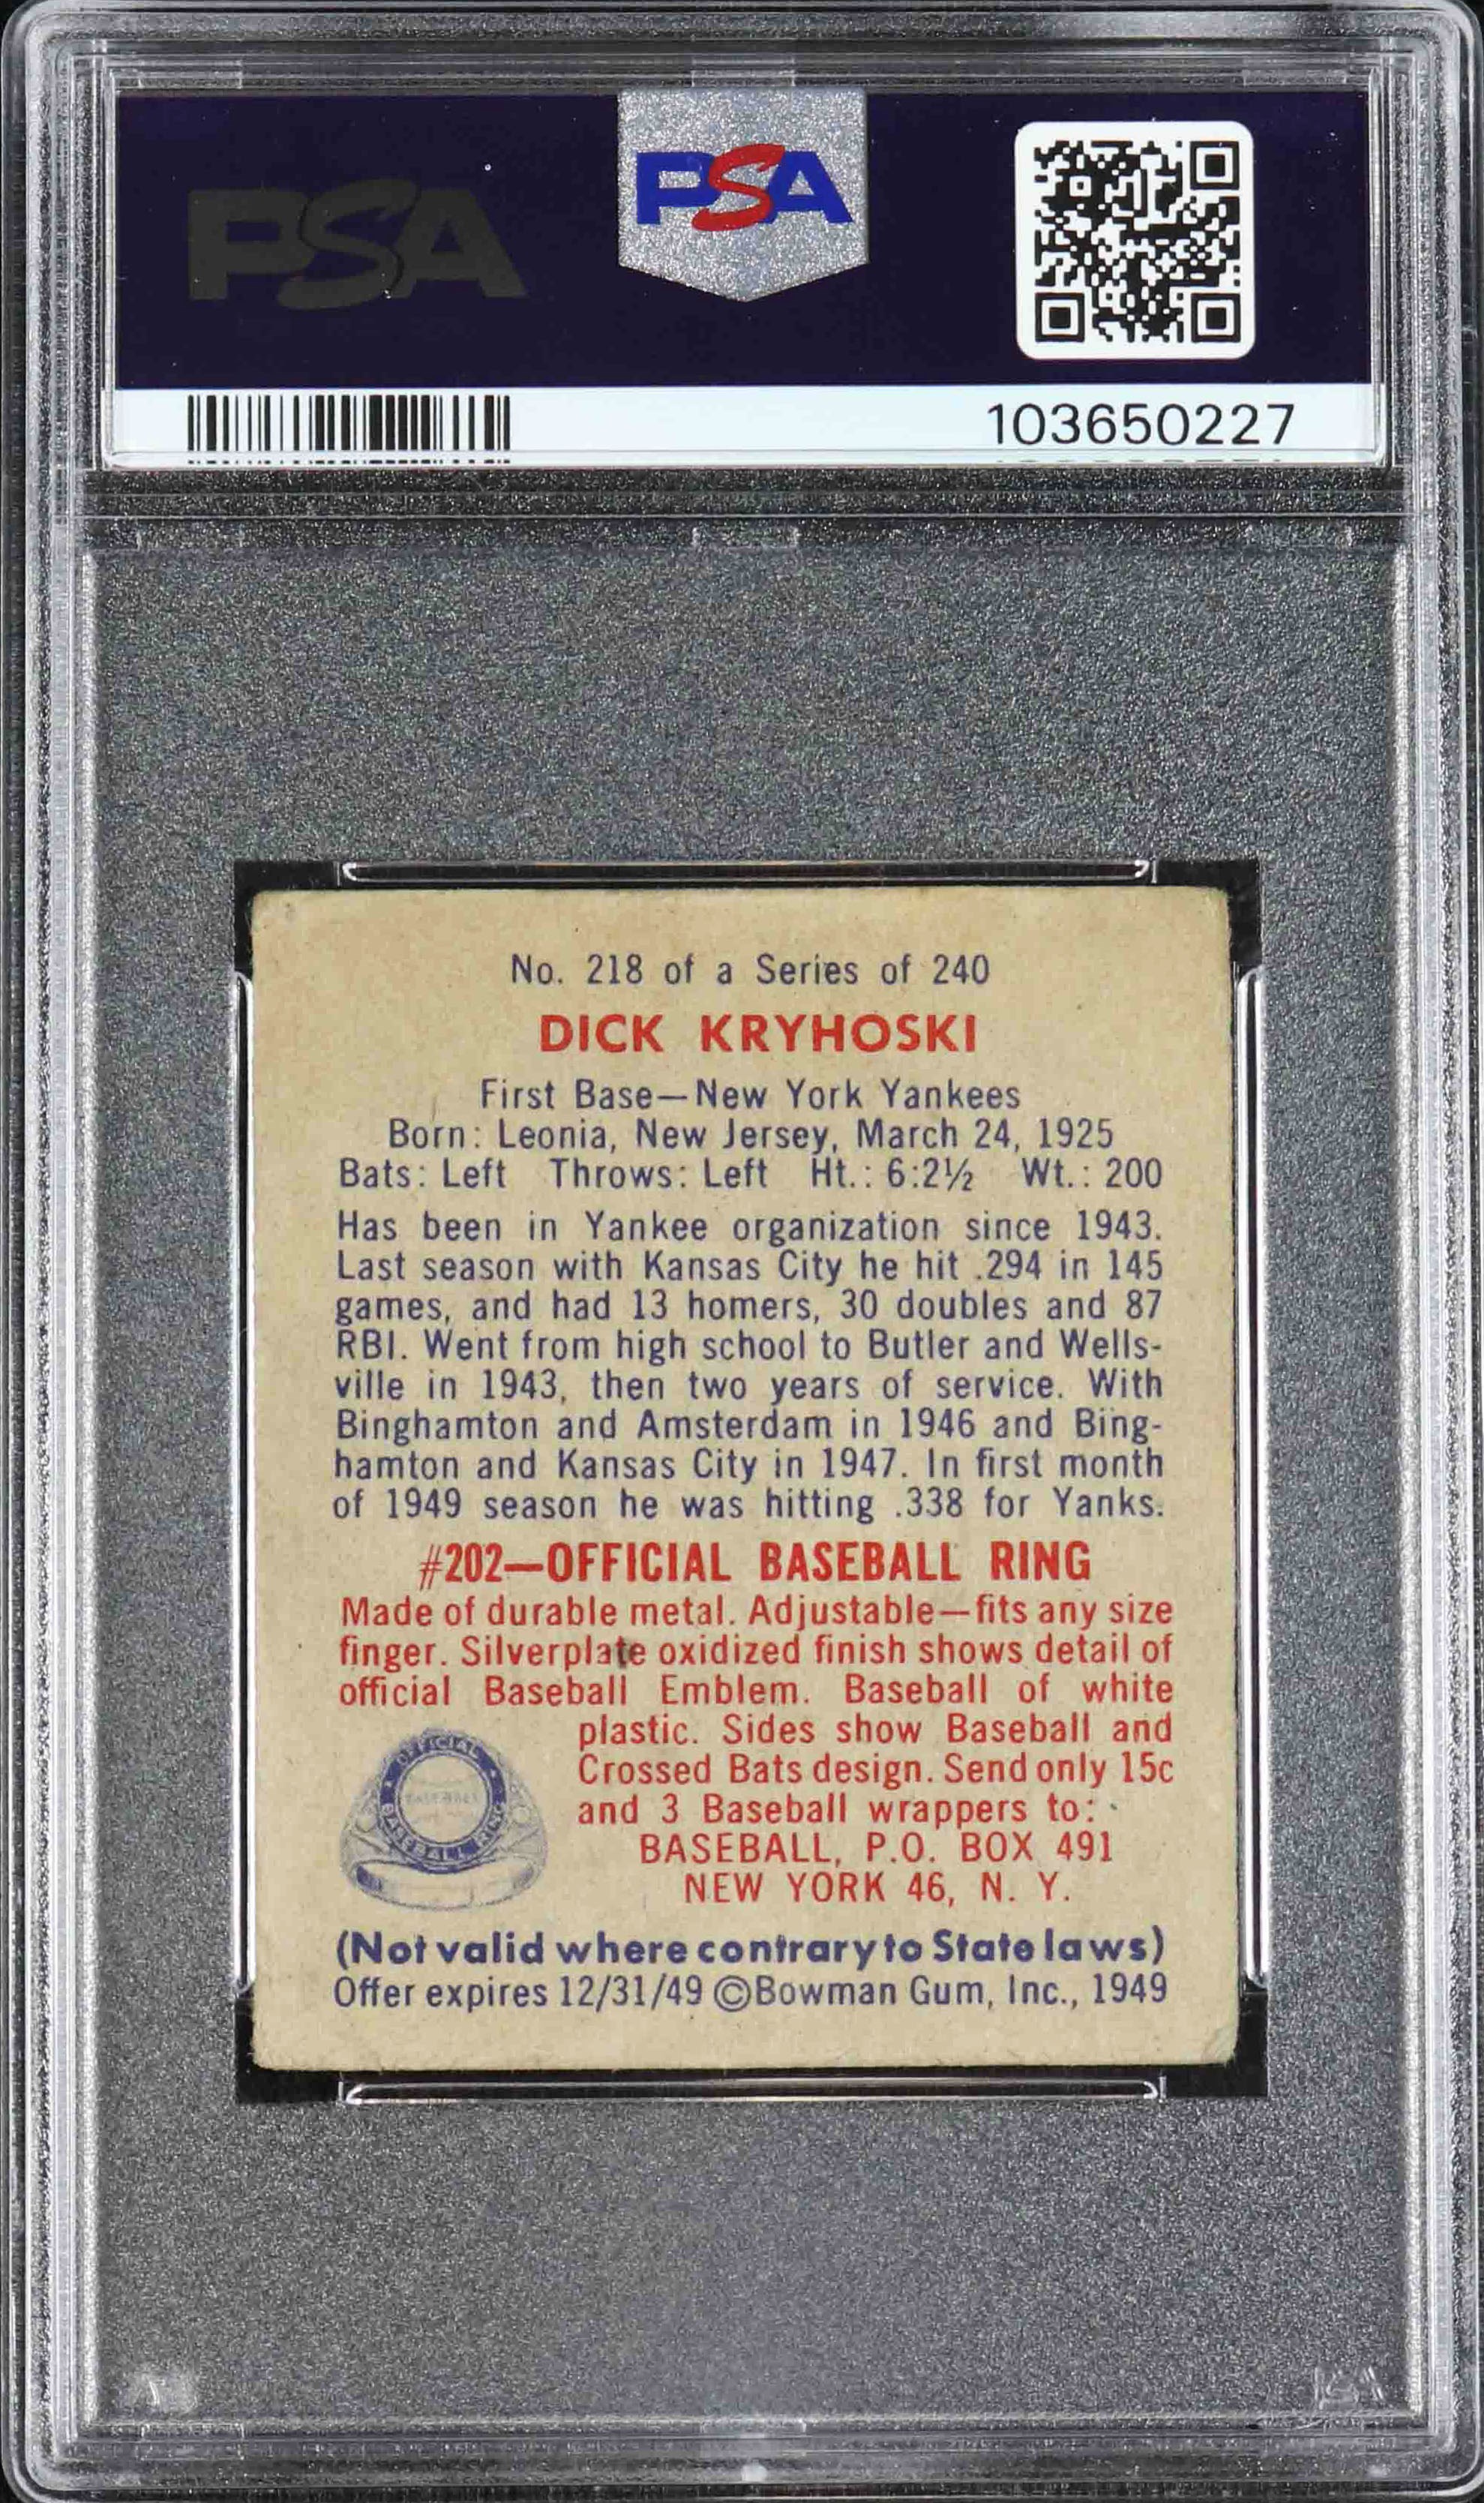 PSA
PSA
103650227
No. 218 of a Series of 240
DICK KRYHOSKI
First Base—New York Yankees
Born: Leonia, New Jersey, March 24, 1925
Bats: Left Throws: Left Ht.: 6:2½ Wt.: 200
Has been in Yankee organization since 1943.
Last season with Kansas City he hit .294 in 145
games, and had 13 homers, 30 doubles and 87
RBI. Went from high school to Butler and Wells-
ville in 1943, then two years of service. With
Binghamton and Amsterdam in 1946 and Bing-
hamton and Kansas City in 1947. In first month
of 1949 season he was hitting .338 for Yanks.
#202—OFFICIAL BASEBALL RING
Made of durable metal. Adjustable—fits any size
finger. Silverplate oxidized finish shows detail of
official Baseball Emblem. Baseball of white
plastic. Sides show Baseball and
Crossed Bats design. Send only 15c
and 3 Baseball wrappers to:
BASEBALL, P.O. BOX 491
NEW YORK 46, N. Y.
OFFICIAL
BASEBALL RING
(Not valid where contrary to State laws)
Offer expires 12/31/49 ©Bowman Gum, Inc., 1949